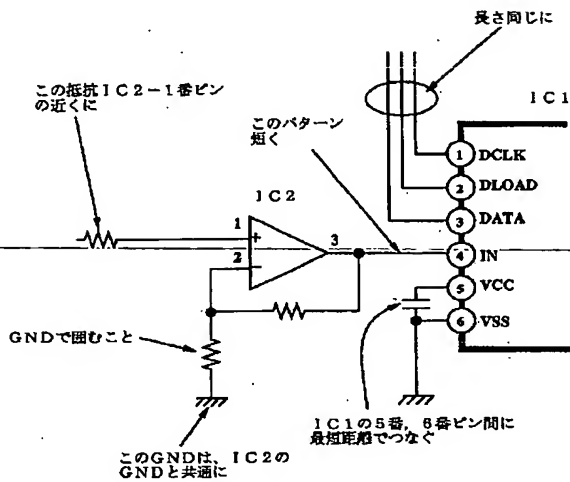 長さ同じに
この抵抗IC2-1番ピン
の近くに
IC1
このパターン
短く
1 DCLK
IC2
2 DLOAD
1
+
3 DATA
3
2
-
4 IN
5 VCC
GNDで囲むこと
6 VSS
IC1の5番, 6番ピン間に
最短距離でつなぐ
このGNDは、IC2の
GNDと共通に